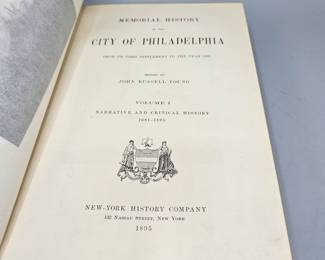 MEMORIAL HISTORY
OF THE
CITY OF PHILADELPHIA
FROM ITS FIRST SETTLEMENT TO THE YEAR 1895
EDITED BY
JOHN RUSSELL YOUNG
VOLUME I
NARRATIVE AND CRITICAL HISTORY
1681–1895
NEW-YORK HISTORY COMPANY
132 NASSAU STREET, NEW YORK
1895